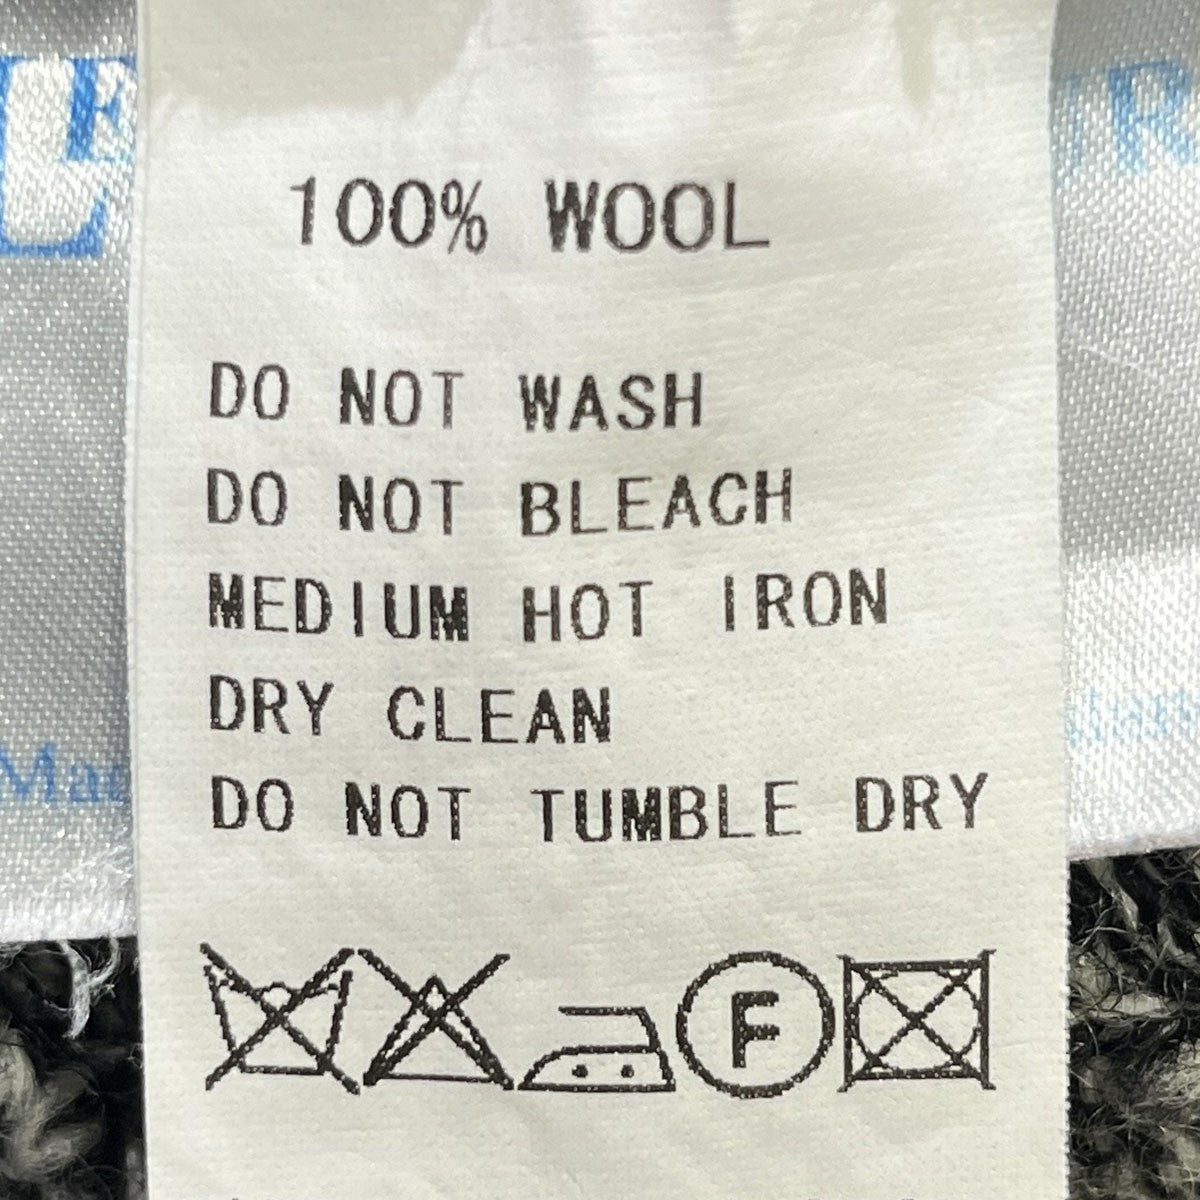 100% WOOL
DO NOT WASH
DO NOT BLEACH
MEDIUM HOT IRON
DRY CLEAN
DO NOT TUMBLE DRY
F